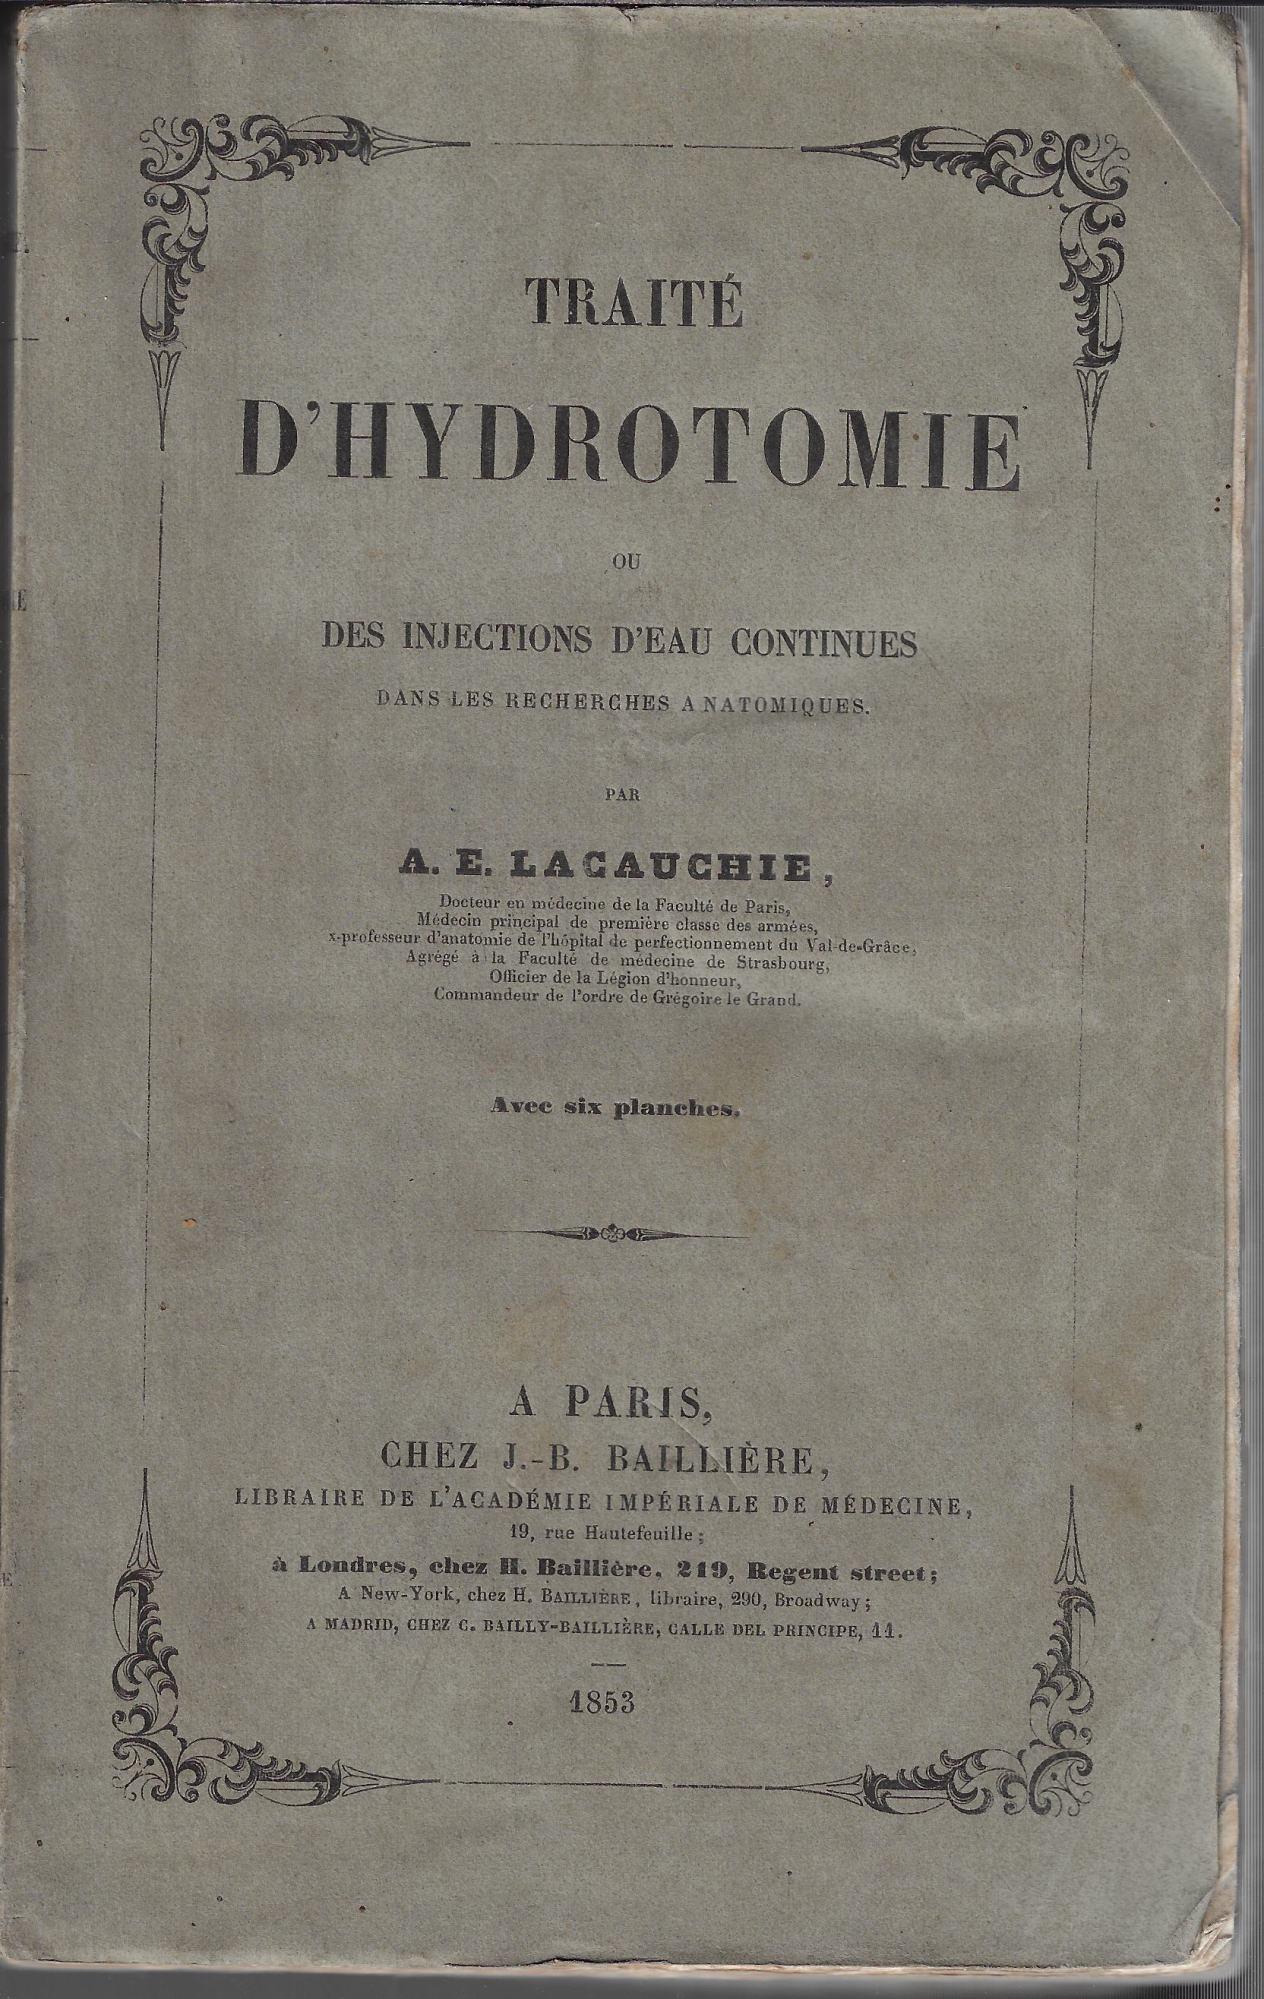 TRAITÉ
D'HYDROTOMIE
OU
DES INJECTIONS D'EAU CONTINUES
DANS LES RECHERCHES ANATOMIQUES.
PAR
A. E. LACAUCHIE,
Docteur en médecine de la Faculté de Paris,
Médecin principal de première classe des armées,
x-professeur d'anatomie de l'hôpital de perfectionnement du Val-de-Grâce,
Agrégé à la Faculté de médecine de Strasbourg,
Officier de la Légion d'honneur,
Commandeur de l'ordre de Grégoire le Grand.
Avec six planches.
A PARIS,
CHEZ J.-B. BAILLIÈRE,
LIBRAIRE DE L'ACADÉMIE IMPÉRIALE DE MÉDECINE,
19, rue Hautefeuille;
à Londres, chez H. Baillière, 219, Regent street;
A New-York, chez H. BAILLIÈRE, libraire, 290, Broadway;
A MADRID, CHEZ C. BAILLY-BAILLIÈRE, CALLE DEL PRINCIPE, 11.
1853